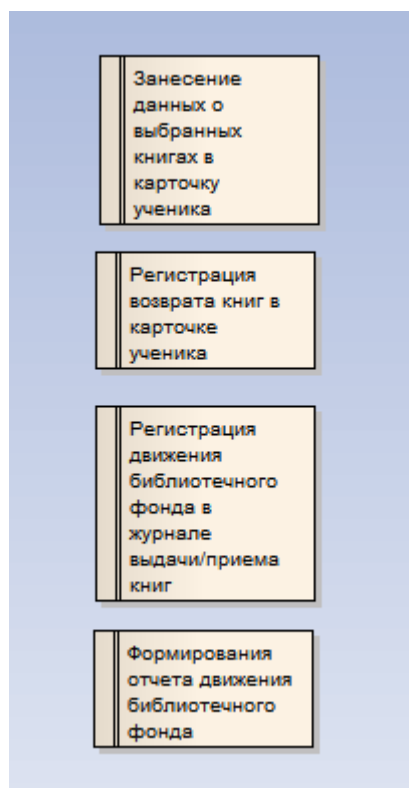 Занесение
данных о
выбранных
книгах в
карточку
ученика
Регистрация
возврата книг в
карточке
ученика
Регистрация
движения
библиотечного
фонда в
журнале
выдачи/приема
книг
Формирования
отчета движения
библиотечного
фонда